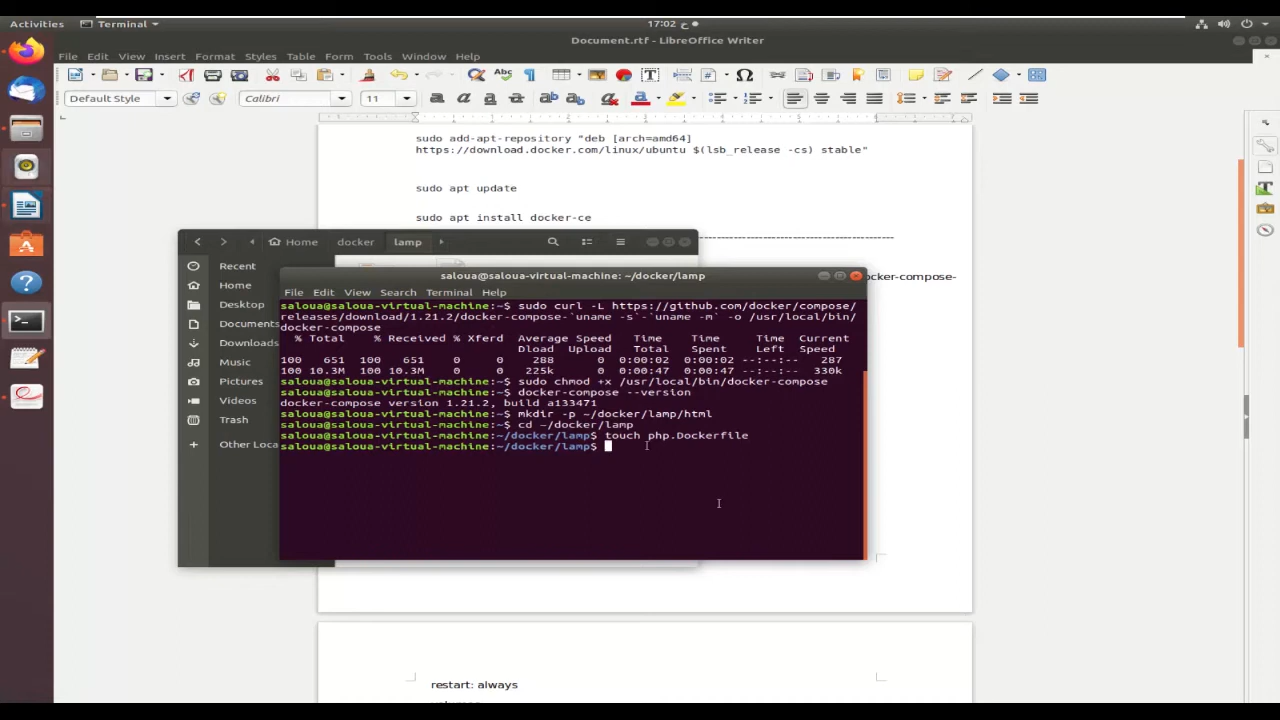 Activities
Terminal
17:02 ح
Document.rtf - LibreOffice Writer
File Edit View Insert Format Styles Table Form Tools Window Help
Default Style
Calibri
11
sudo add-apt-repository "deb [arch=amd64]
https://download.docker.com/linux/ubuntu $(lsb_release -cs) stable"
sudo apt update
sudo apt install docker-ce
ocker-compose-
Home docker lamp
Recent
Home
Desktop
Documents
Downloads
Music
Pictures
Videos
Trash
Other Loca
saloua@saloua-virtual-machine: ~/docker/lamp
File Edit View Search Terminal Help
saloua@saloua-virtual-machine:~$ sudo curl -L https://github.com/docker/compose/
releases/download/1.21.2/docker-compose-`uname -s`-`uname -m` -o /usr/local/bin/
docker-compose
% Total % Received % Xferd Average Speed Time Time Time Current
Dload Upload Total Spent Left Speed
100 651 100 651 0 0 288 0 0:00:02 0:00:02 --:--:-- 287
100 10.3M 100 10.3M 0 0 225k 0 0:00:47 0:00:47 --:--:-- 330k
saloua@saloua-virtual-machine:~$ sudo chmod +x /usr/local/bin/docker-compose
saloua@saloua-virtual-machine:~$ docker-compose --version
docker-compose version 1.21.2, build a133471
saloua@saloua-virtual-machine:~$ mkdir -p ~/docker/lamp/html
saloua@saloua-virtual-machine:~$ cd ~/docker/lamp
saloua@saloua-virtual-machine:~/docker/lamp$ touch php.Dockerfile
saloua@saloua-virtual-machine:~/docker/lamp$
restart: always